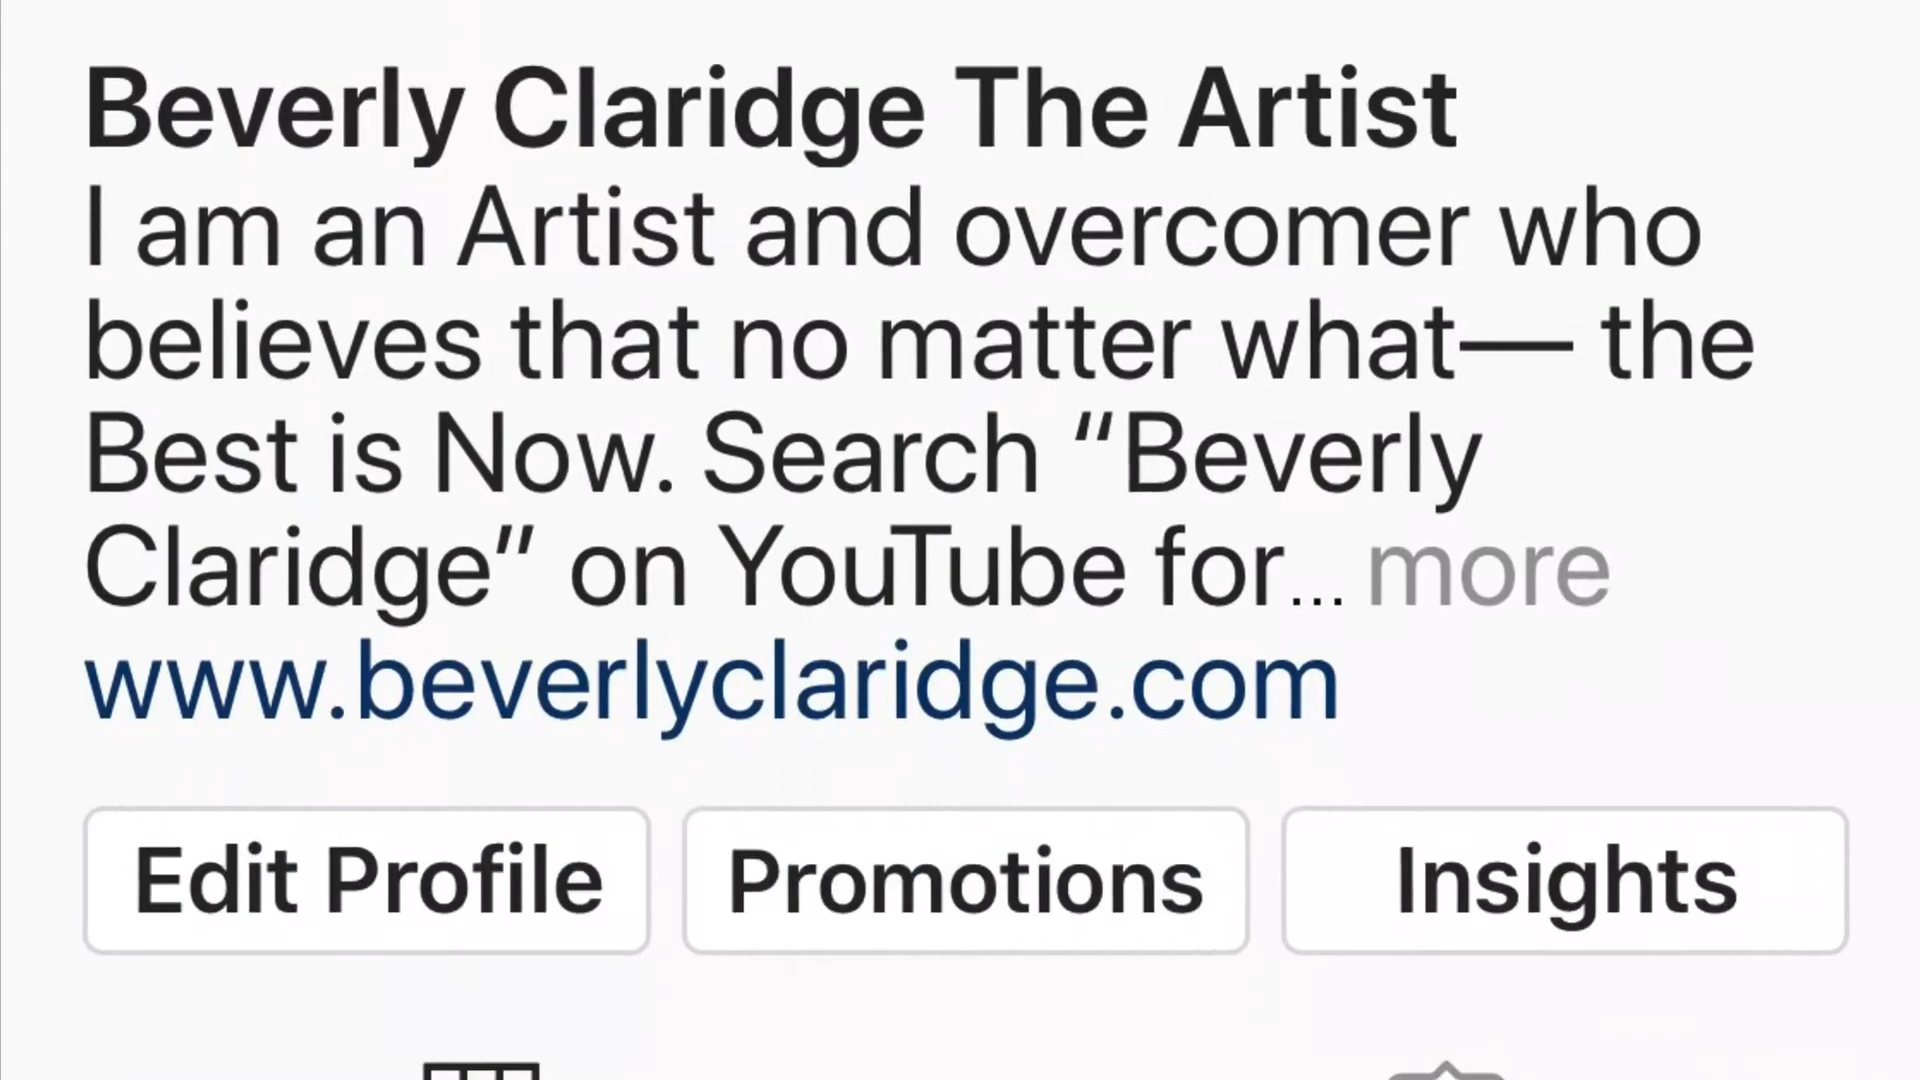 Beverly Claridge The Artist
I am an Artist and overcomer who
believes that no matter what— the
Best is Now. Search “Beverly
Claridge” on YouTube for... more
www.beverlyclaridge.com
Edit Profile Promotions Insights